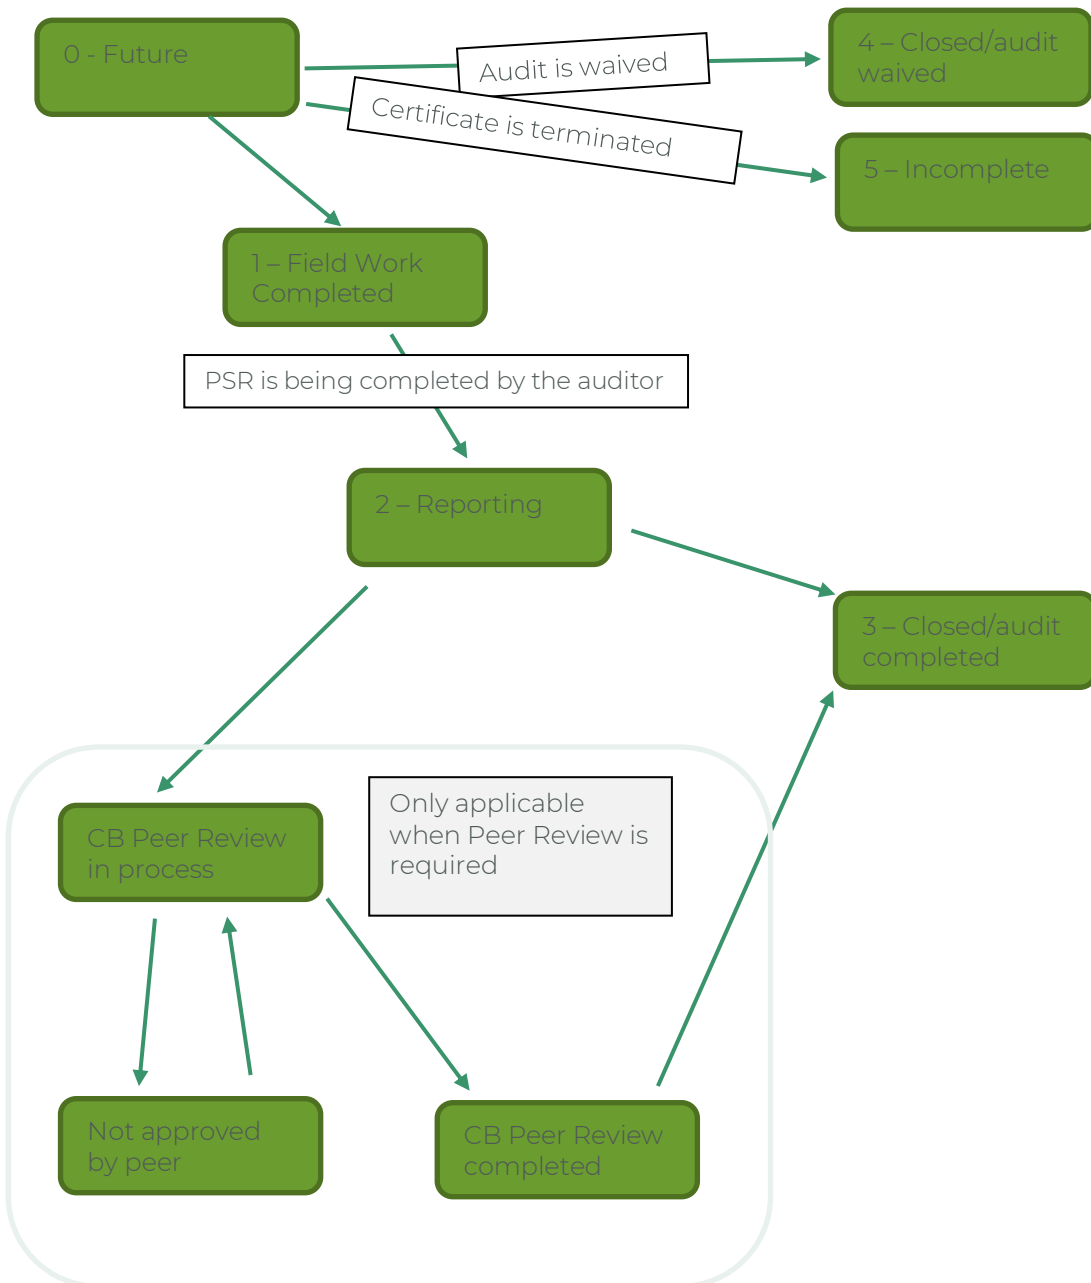 0 - Future
Audit is waived
4 – Closed/audit
waived
Certificate is terminated
5 – Incomplete
1 – Field Work
Completed
PSR is being completed by the auditor
2 – Reporting
3 – Closed/audit
completed
Only applicable
when Peer Review is
required
CB Peer Review
in process
Not approved
by peer
CB Peer Review
completed